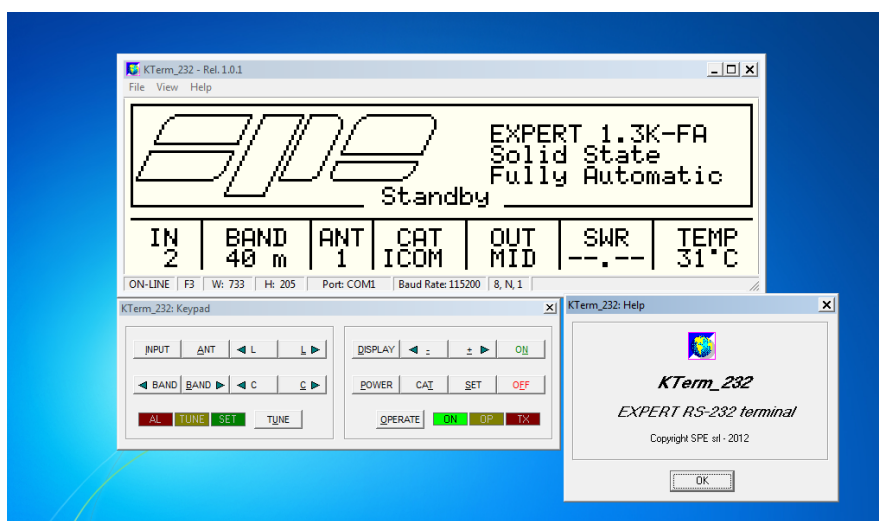 KTerm_232 - Rel. 1.0.1
File View Help
spe
EXPERT 1.3K-FA
Solid State
Fully Automatic
Standby
IN BAND ANT CAT OUT SWR TEMP
2 40 m 1 ICOM MID --.-- 31°C
ON-LINE F3 W: 733 H: 205 Port: COM1 Baud Rate: 115200 8, N, 1
KTerm_232: Keypad
INPUT ANT ◀ L L ▶
◀ BAND BAND ▶ ◀ C C ▶
AL TUNE SET TUNE
DISPLAY ◀ - + ▶ ON
POWER CAT SET OFF
OPERATE ON OP TX
KTerm_232: Help
KTerm_232
EXPERT RS-232 terminal
Copyright SPE srl - 2012
OK